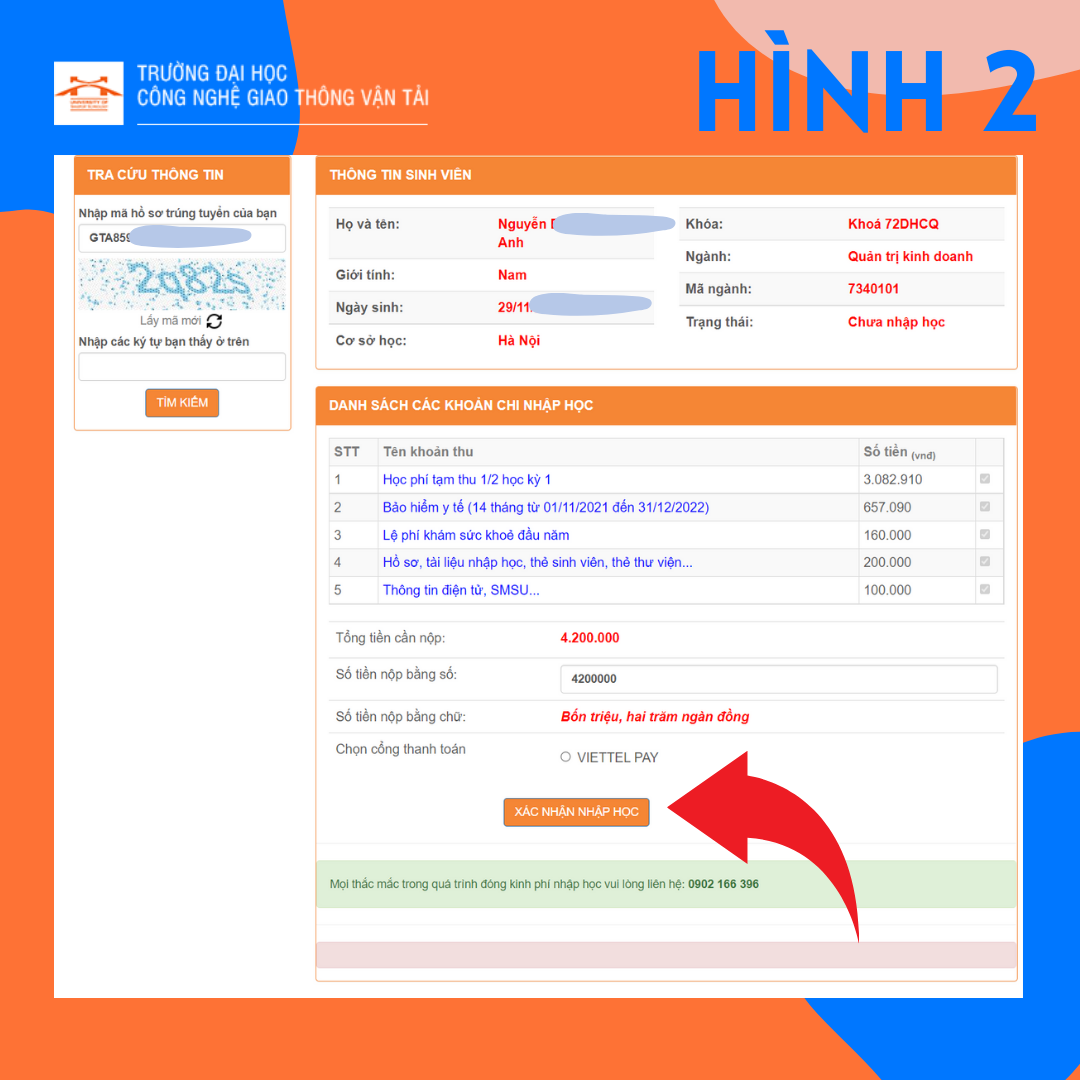 TRƯỜNG ĐẠI HỌC
CÔNG NGHỆ GIAO THÔNG VẬN TẢI
HÌNH 2
TRA CỨU THÔNG TIN
Nhập mã hồ sơ trúng tuyển của bạn
GTA859
2q82s
Lấy mã mới
Nhập các ký tự bạn thấy ở trên
TÌM KIẾM
THÔNG TIN SINH VIÊN
Họ và tên: Nguyễn
Anh
Giới tính: Nam
Ngày sinh: 29/11
Cơ sở học: Hà Nội
Khóa: Khoá 72DHCQ
Ngành: Quản trị kinh doanh
Mã ngành: 7340101
Trạng thái: Chưa nhập học
DANH SÁCH CÁC KHOẢN CHI NHẬP HỌC
STT Tên khoản thu Số tiền (vnđ)
1 Học phí tạm thu 1/2 học kỳ 1 3.082.910
2 Bảo hiểm y tế (14 tháng từ 01/11/2021 đến 31/12/2022) 657.090
3 Lệ phí khám sức khoẻ đầu năm 160.000
4 Hồ sơ, tài liệu nhập học, thẻ sinh viên, thẻ thư viện... 200.000
5 Thông tin điện tử, SMSU... 100.000
Tổng tiền cần nộp: 4.200.000
Số tiền nộp bằng số: 4200000
Số tiền nộp bằng chữ: Bốn triệu, hai trăm ngàn đồng
Chọn cổng thanh toán VIETTEL PAY
XÁC NHẬN NHẬP HỌC
Mọi thắc mắc trong quá trình đóng kinh phí nhập học vui lòng liên hệ: 0902 166 396